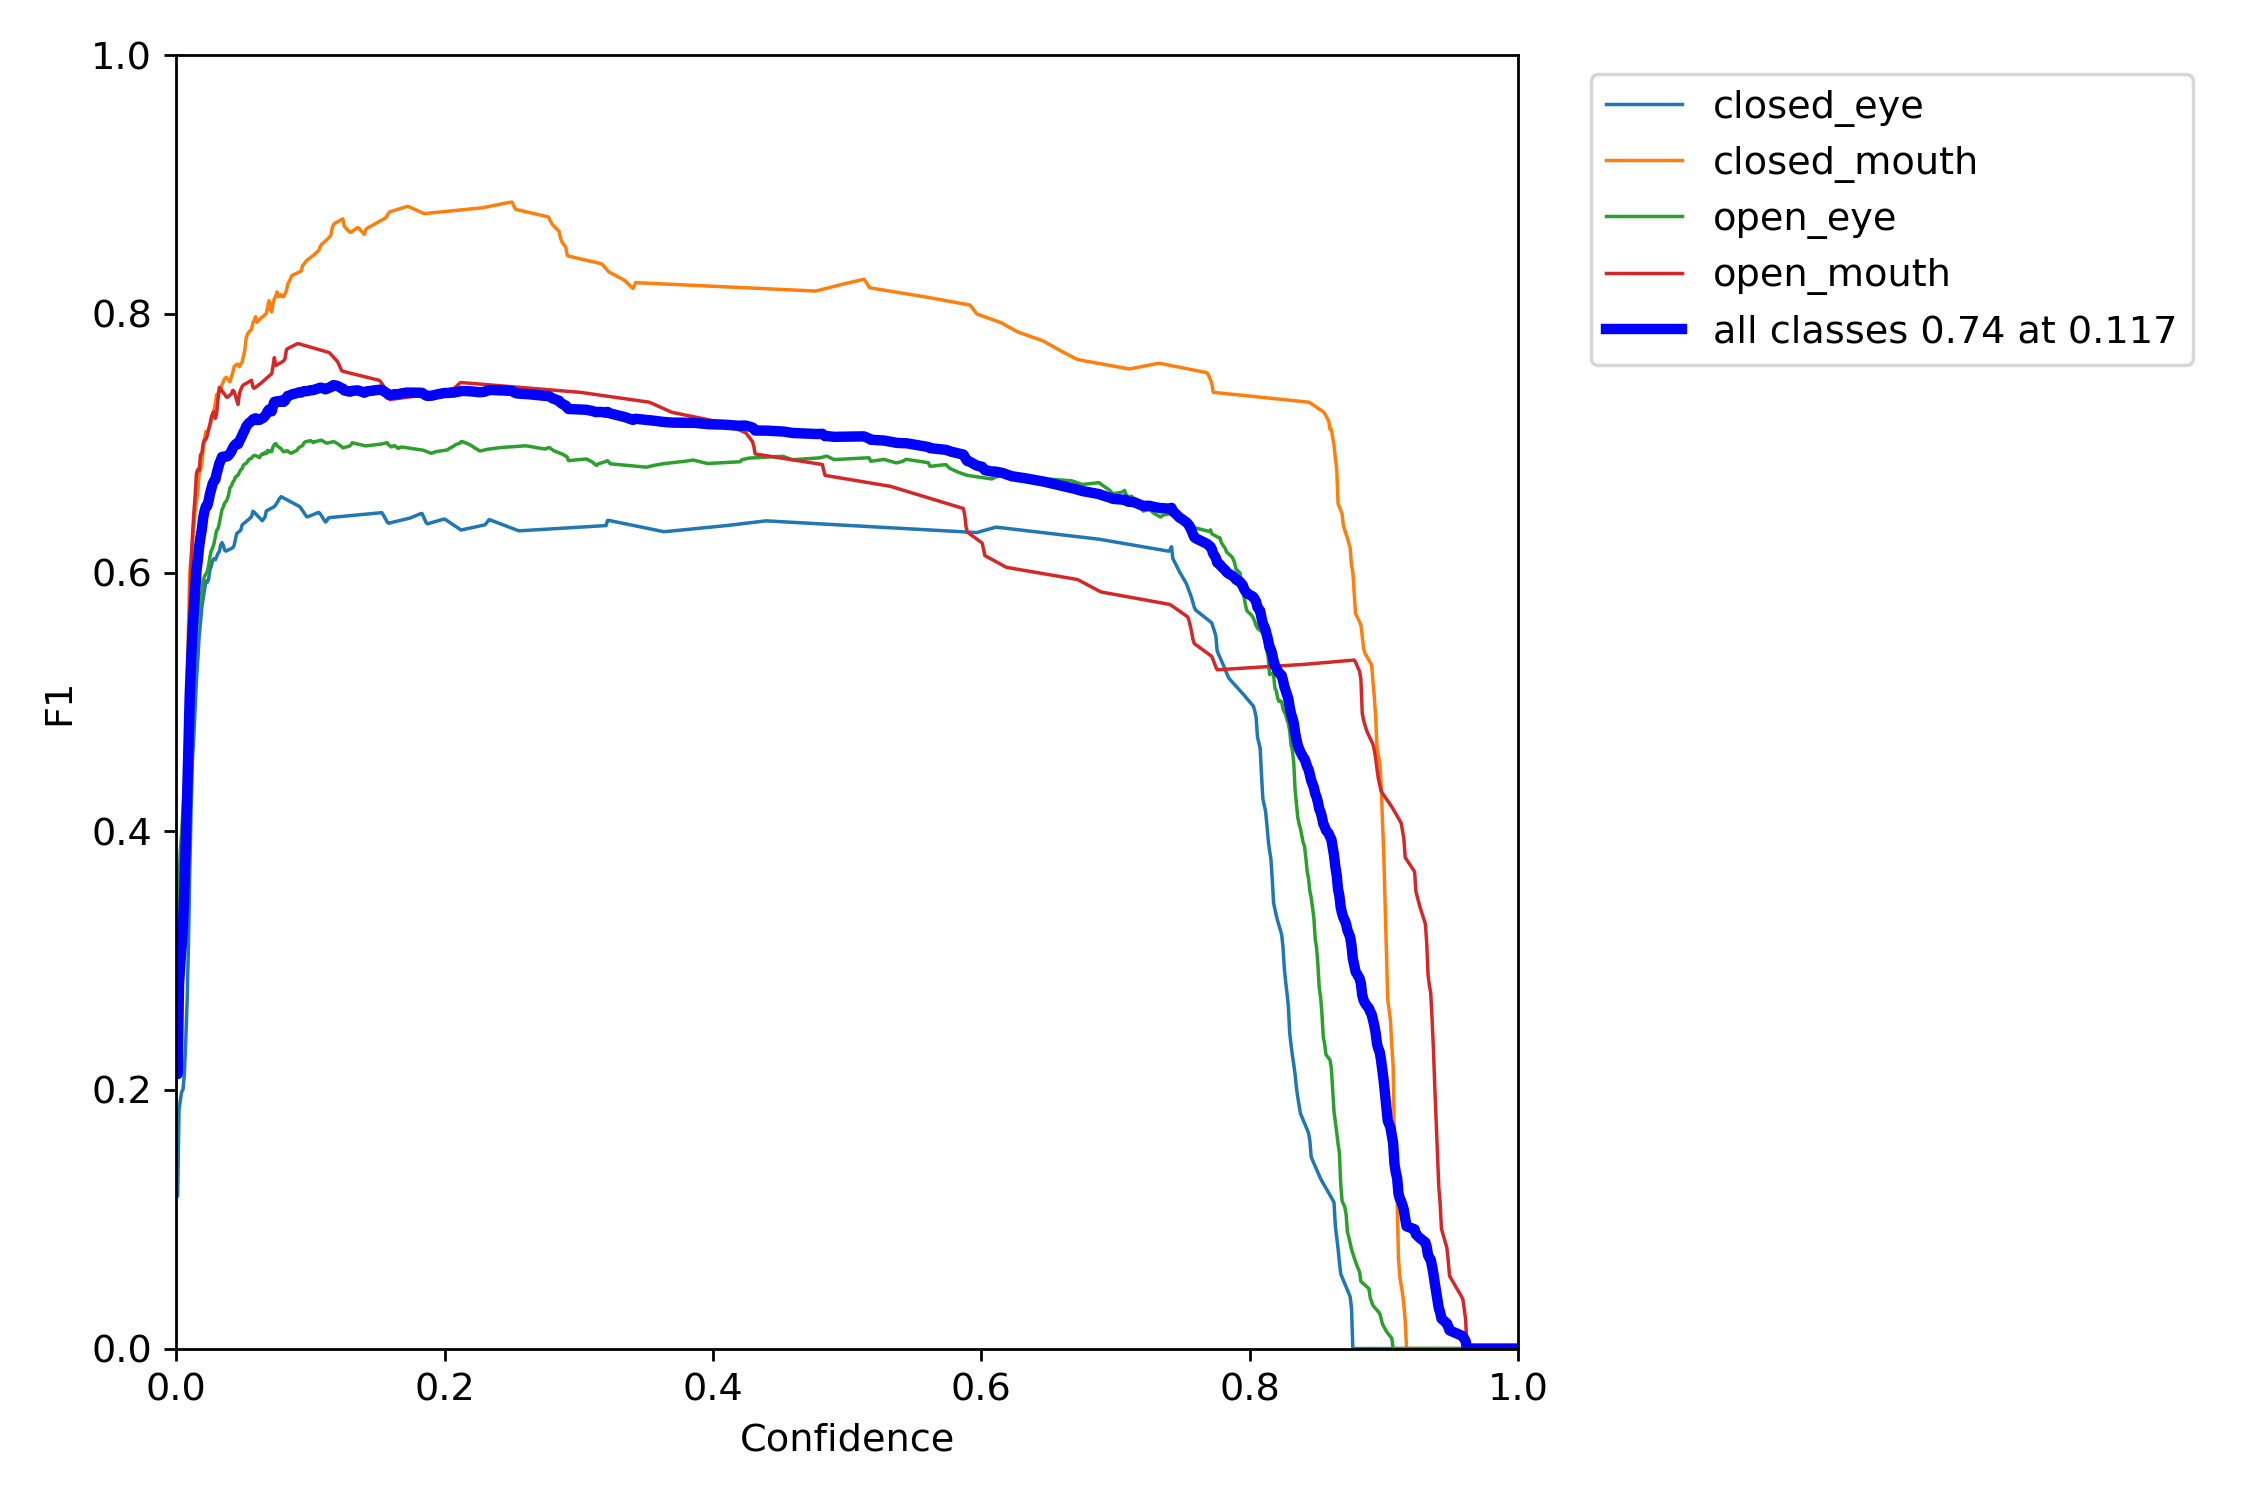 1.0
0.8
0.6
0.4
0.2
0.0
F1
0.0 0.2 0.4 0.6 0.8 1.0
Confidence
closed_eye
closed_mouth
open_eye
open_mouth
all classes 0.74 at 0.117